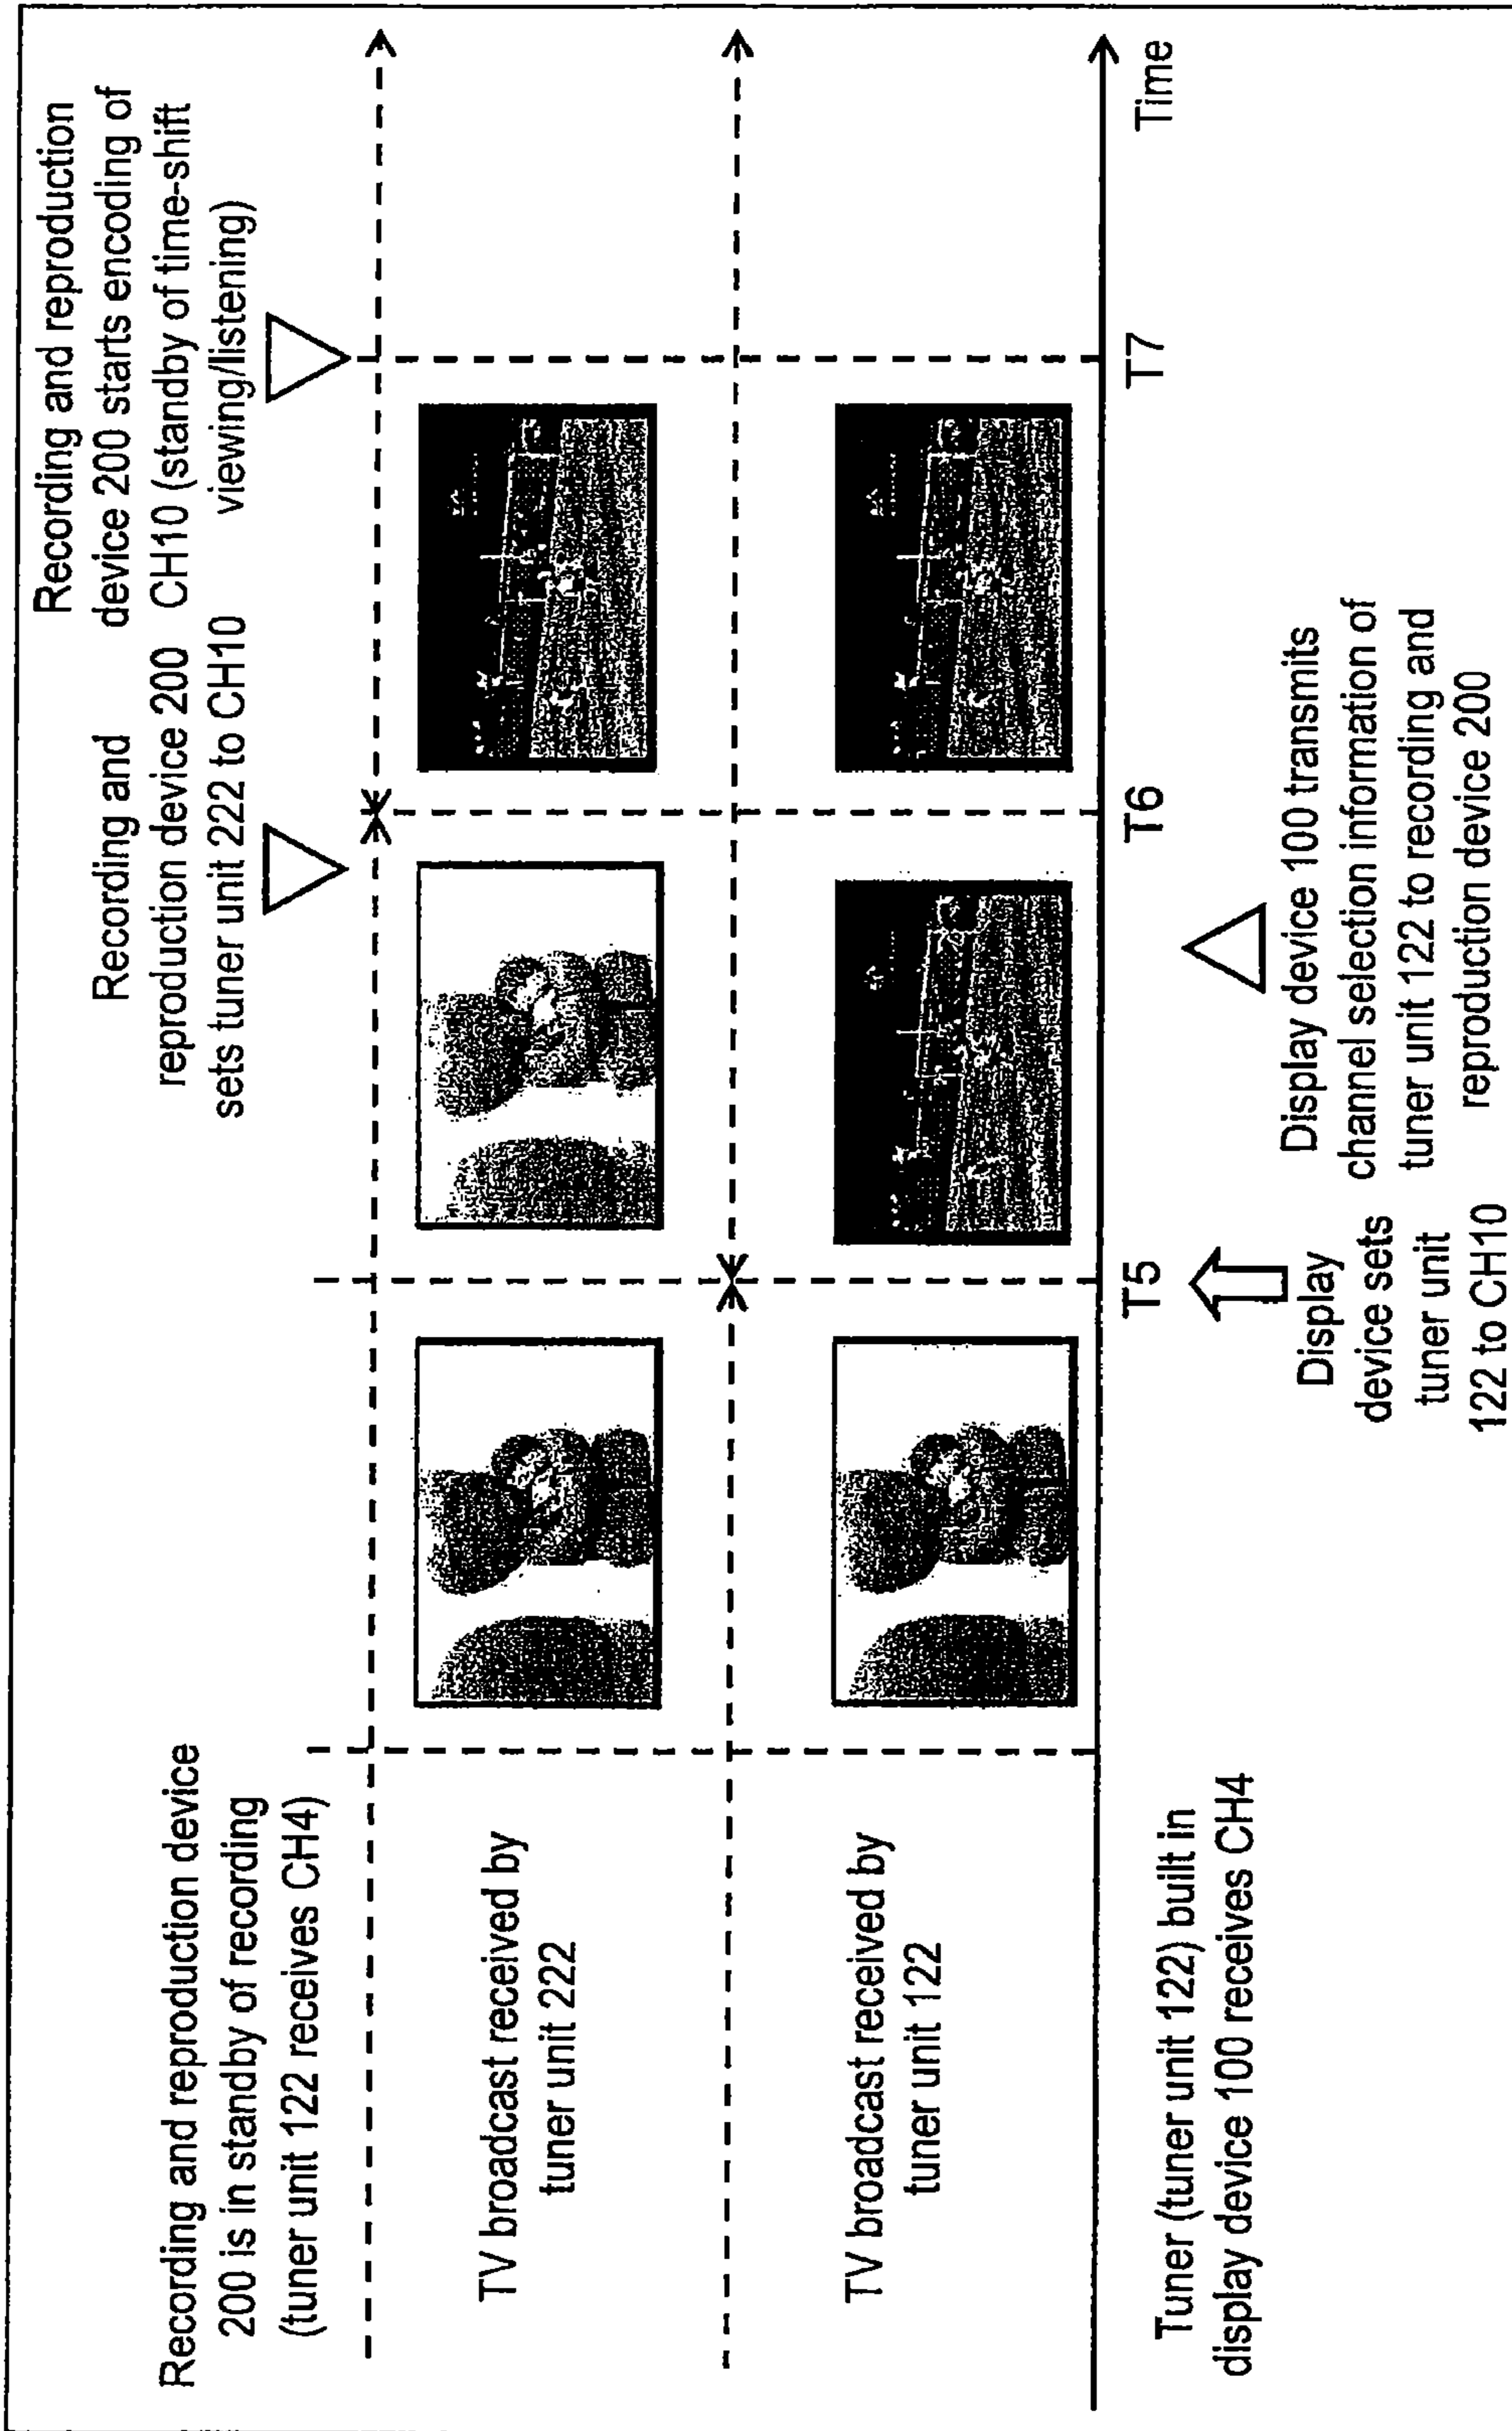 Recording and reproduction device
200 is in standby of recording
(tuner unit 122 receives CH4)
Recording and
reproduction device 200
sets tuner unit 222 to CH10
Recording and reproduction
device 200 starts encoding of
CH10 (standby of time-shift
viewing/listening)
TV broadcast received by
tuner unit 222
TV broadcast received by
tuner unit 122
T5
T6
T7
Time
Tuner (tuner unit 122) built in
display device 100 receives CH4
Display
device sets
tuner unit
122 to CH10
Display device 100 transmits
channel selection information of
tuner unit 122 to recording and
reproduction device 200